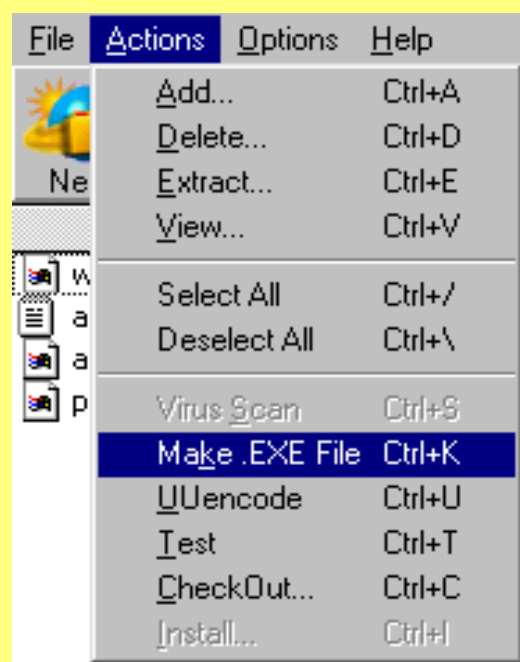 File Actions Options Help
Ne
Add... Ctrl+A
Delete... Ctrl+D
Extract... Ctrl+E
View... Ctrl+V
w
Select All Ctrl+/
a
Deselect All Ctrl+\
a
p
Virus Scan Ctrl+S
Make .EXE File Ctrl+K
UUencode Ctrl+U
Test Ctrl+T
CheckOut... Ctrl+C
Install... Ctrl+I